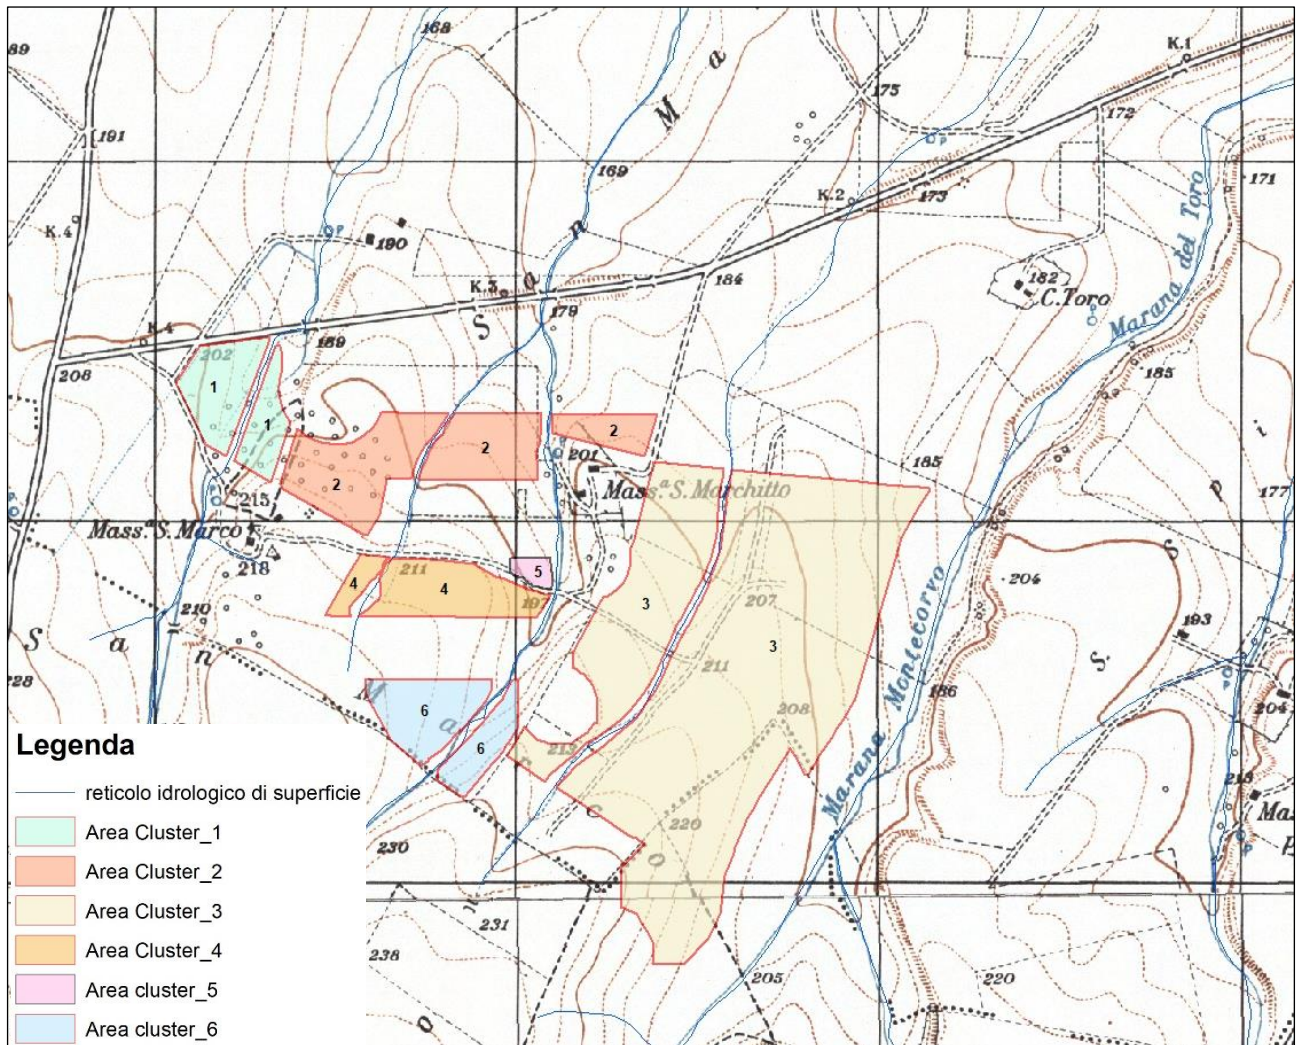 168
K.1
89
M a
175
191
172
169
K.2
173
171
K.4
190
n
184
182
C. Toro
Marana del Toro
K.3
a
179
S
K.4
189
202
208
1
1
185
2
2
2
201
185
Mass.ª S. Marchitto
177
215
Mass.ª S. Marco
218
211
4
4
5
197
3
207
204
193
210
S a n
211
3
S.
S
p
i
228
6
6
M
a
r
c
o
186
Marana Montecorvo
208
204
213
213
220
230
231
238
205
220
O
Legenda
reticolo idrologico di superficie
Area Cluster_1
Area Cluster_2
Area Cluster_3
Area Cluster_4
Area cluster_5
Area cluster_6